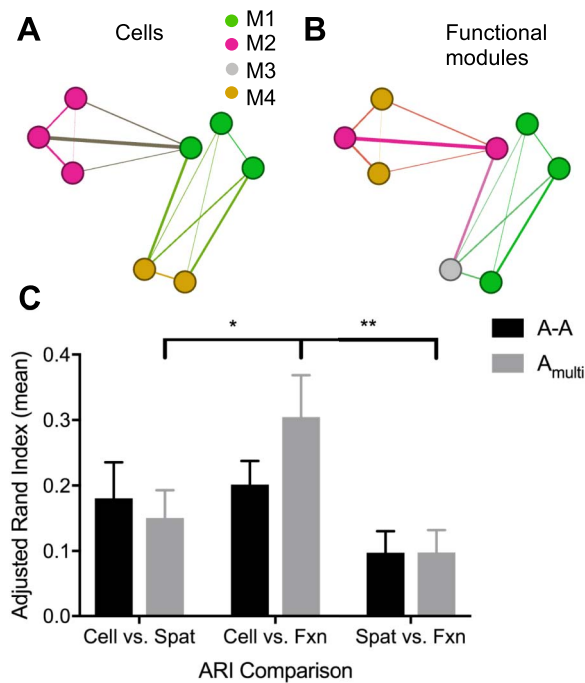 A
Cells
M1
M2
M3
M4
B
Functional
modules
C
*
**
A-A
Amulti
Adjusted Rand Index (mean)
0.4
0.3
0.2
0.1
0.0
Cell vs. Spat
Cell vs. Fxn
Spat vs. Fxn
ARI Comparison